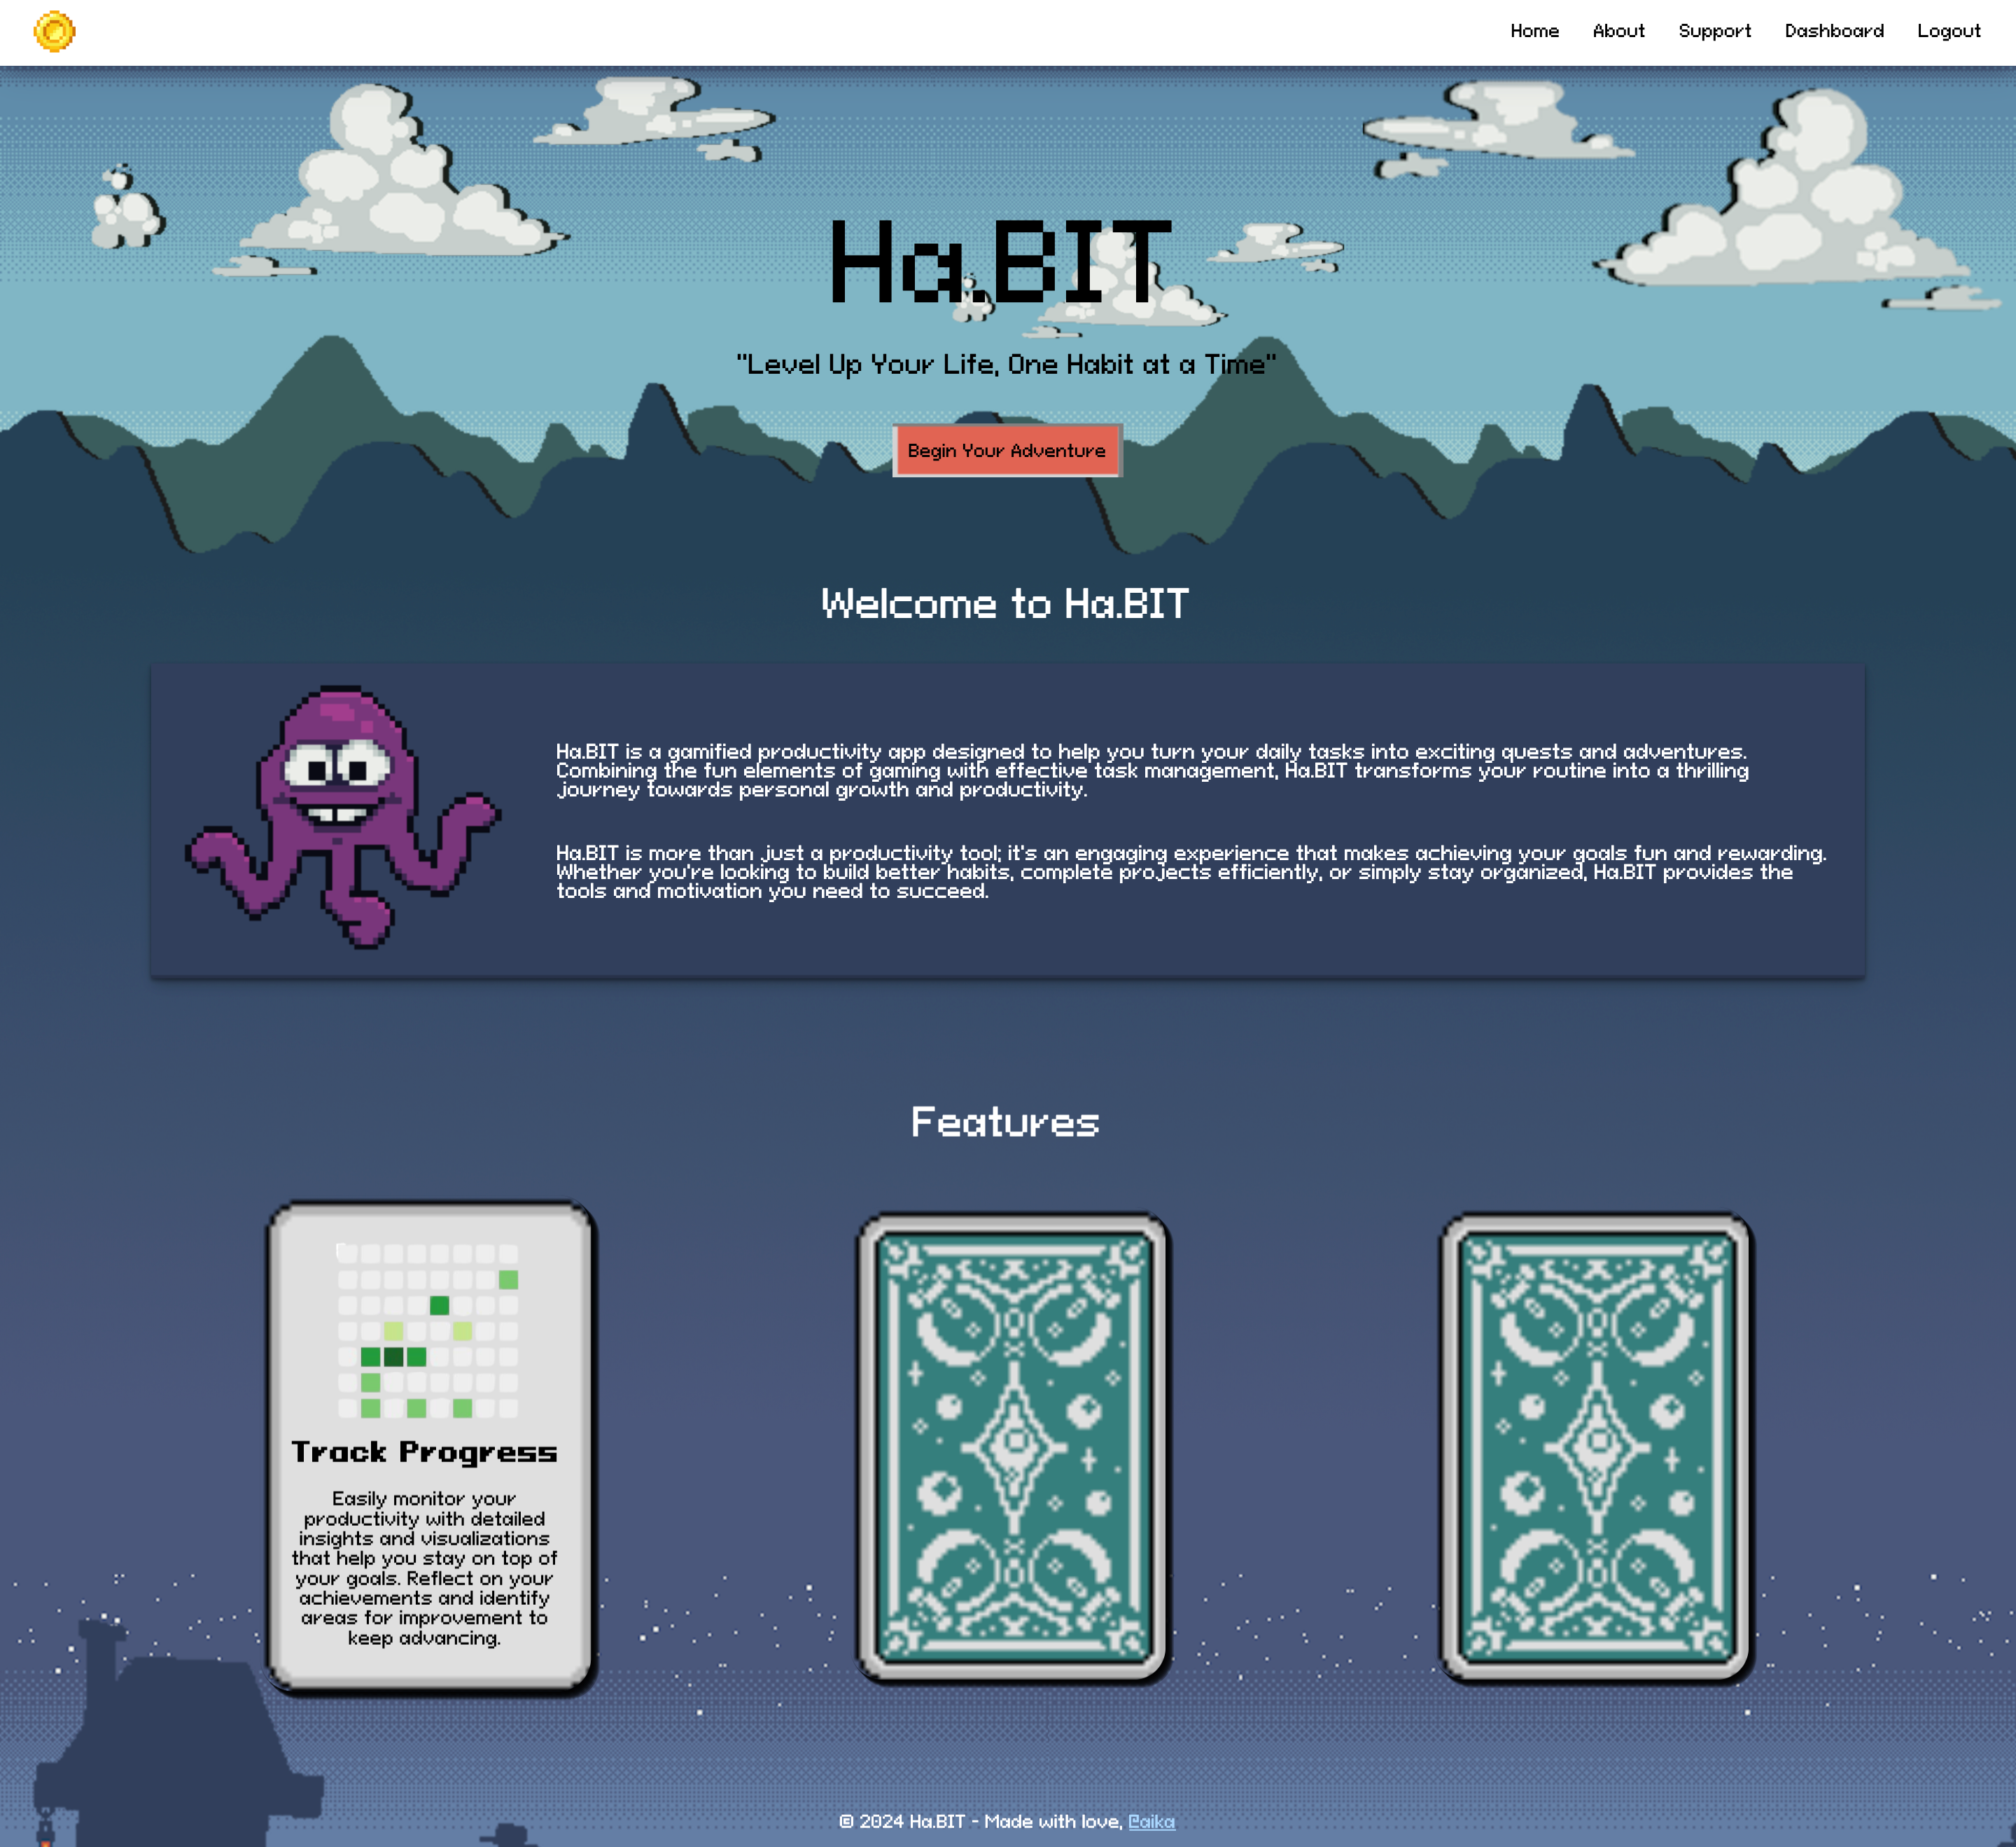 Home About Support Dashboard Logout
Ha.BIT
"Level Up Your Life, One Habit at a Time"
Begin Your Adventure
Welcome to Ha.BIT
Ha.BIT is a gamified productivity app designed to help you turn your daily tasks into exciting quests and adventures.
Combining the fun elements of gaming with effective task management, Ha.BIT transforms your routine into a thrilling
journey towards personal growth and productivity.
Ha.BIT is more than just a productivity tool; it's an engaging experience that makes achieving your goals fun and rewarding.
Whether you're looking to build better habits, complete projects efficiently, or simply stay organized, Ha.BIT provides the
tools and motivation you need to succeed.
Features
Track Progress
Easily monitor your
productivity with detailed
insights and visualizations
that help you stay on top of
your goals. Reflect on your
achievements and identify
areas for improvement to
keep advancing.
© 2024 Ha.BIT - Made with love, @aika